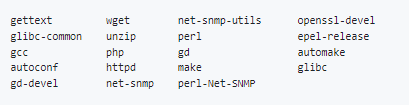 gettext wget net-snmp-utils openssl-devel
glibc-common unzip perl epel-release
gcc php gd automake
autoconf httpd make glibc
gd-devel net-snmp perl-Net-SNMP